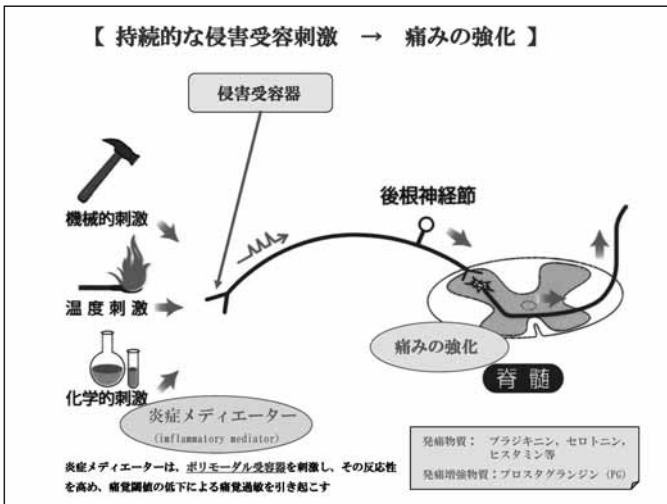 【 持続的な侵害受容刺激 → 痛みの強化 】
侵害受容器
機械的刺激
後根神経節
温度刺激
痛みの強化
脊髄
化学的刺激
炎症メディエーター
(imflammatory mediator)
発痛物質： ブラジキニン、セロトニン、
ヒスタミン等
発痛増強物質：プロスタグランジン（PG）
炎症メディエーターは、ポリモーダル受容器を刺激し、その反応性
を高め、痛覚閾値の低下による痛覚過敏を引き起こす